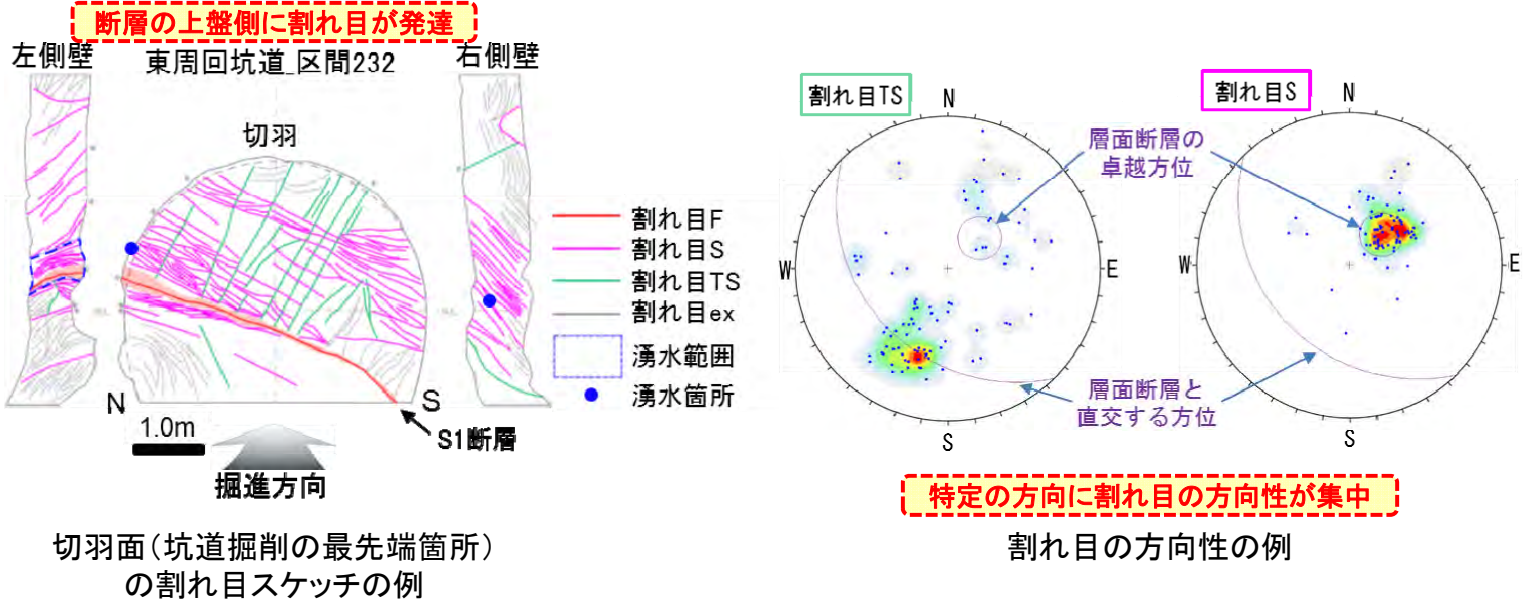 断層の上盤側に割れ目が発達
左側壁
東周回坑道_区間232
右側壁
切羽
割れ目F
割れ目S
割れ目TS
割れ目ex
湧水範囲
湧水箇所
N
S
1.0m
S1断層
掘進方向
切羽面(坑道掘削の最先端箇所)
の割れ目スケッチの例
割れ目TS
N
W
E
S
割れ目S
N
W
E
S
層面断層の
卓越方位
層面断層と
直交する方位
特定の方向に割れ目の方向性が集中
割れ目の方向性の例